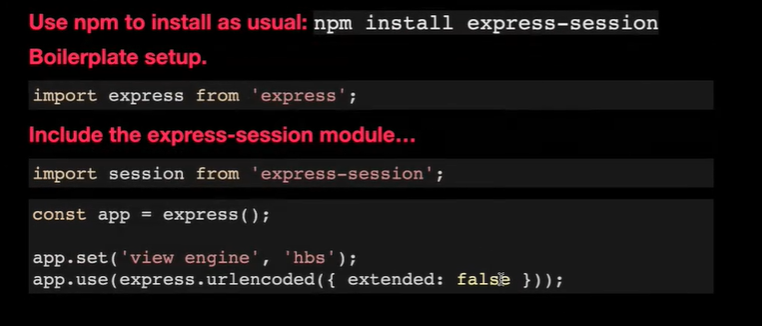 Use npm to install as usual: npm install express-session
Boilerplate setup.
import express from 'express';
Include the express-session module...
import session from 'express-session';
const app = express();
app.set('view engine', 'hbs');
app.use(express.urlencoded({ extended: false }));